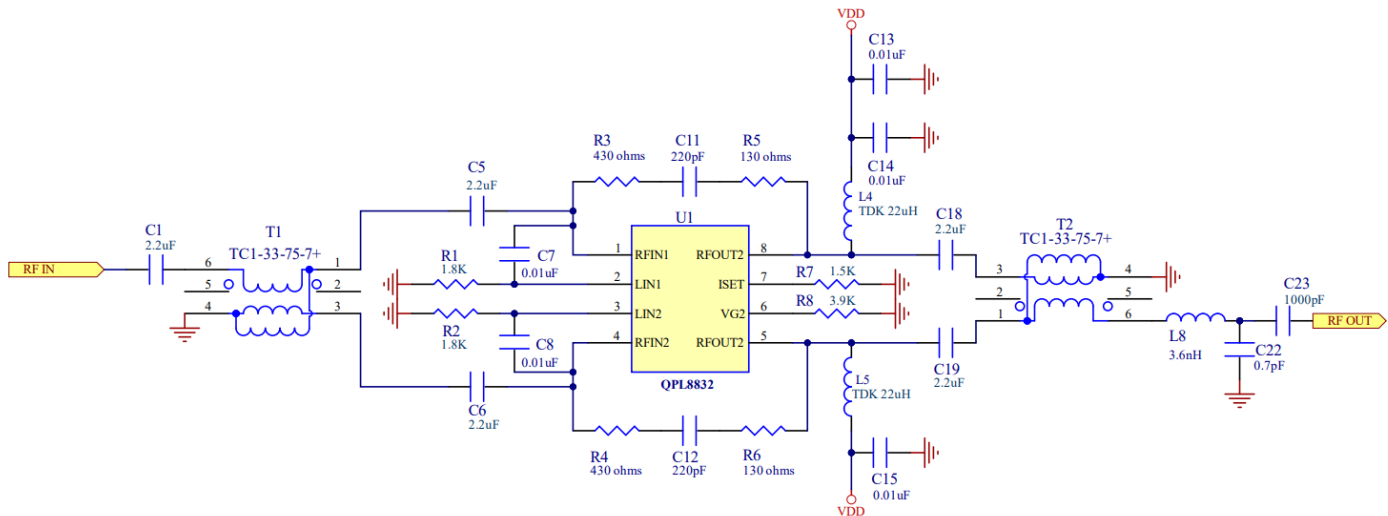 VDD
C13
0.01uF
C14
0.01uF
R3
430 ohms
C11
220pF
R5
130 ohms
L4
TDK 22uH
C5
2.2uF
U1
C18
2.2uF
T2
TC1-33-75-7+
C1
2.2uF
T1
TC1-33-75-7+
RF IN
6
5
4
1
2
3
C7
0.01uF
R1
1.8K
R2
1.8K
C8
0.01uF
1
2
3
4
RFIN1
LIN1
LIN2
RFIN2
RFOUT2
ISET
VG2
RFOUT2
8
7
6
5
QPL8832
R7
1.5K
R8
3.9K
3
2
1
4
5
6
C23
1000pF
RF OUT
L8
3.6nH
C22
0.7pF
C19
2.2uF
L5
TDK 22uH
C6
2.2uF
R4
430 ohms
C12
220pF
R6
130 ohms
C15
0.01uF
VDD